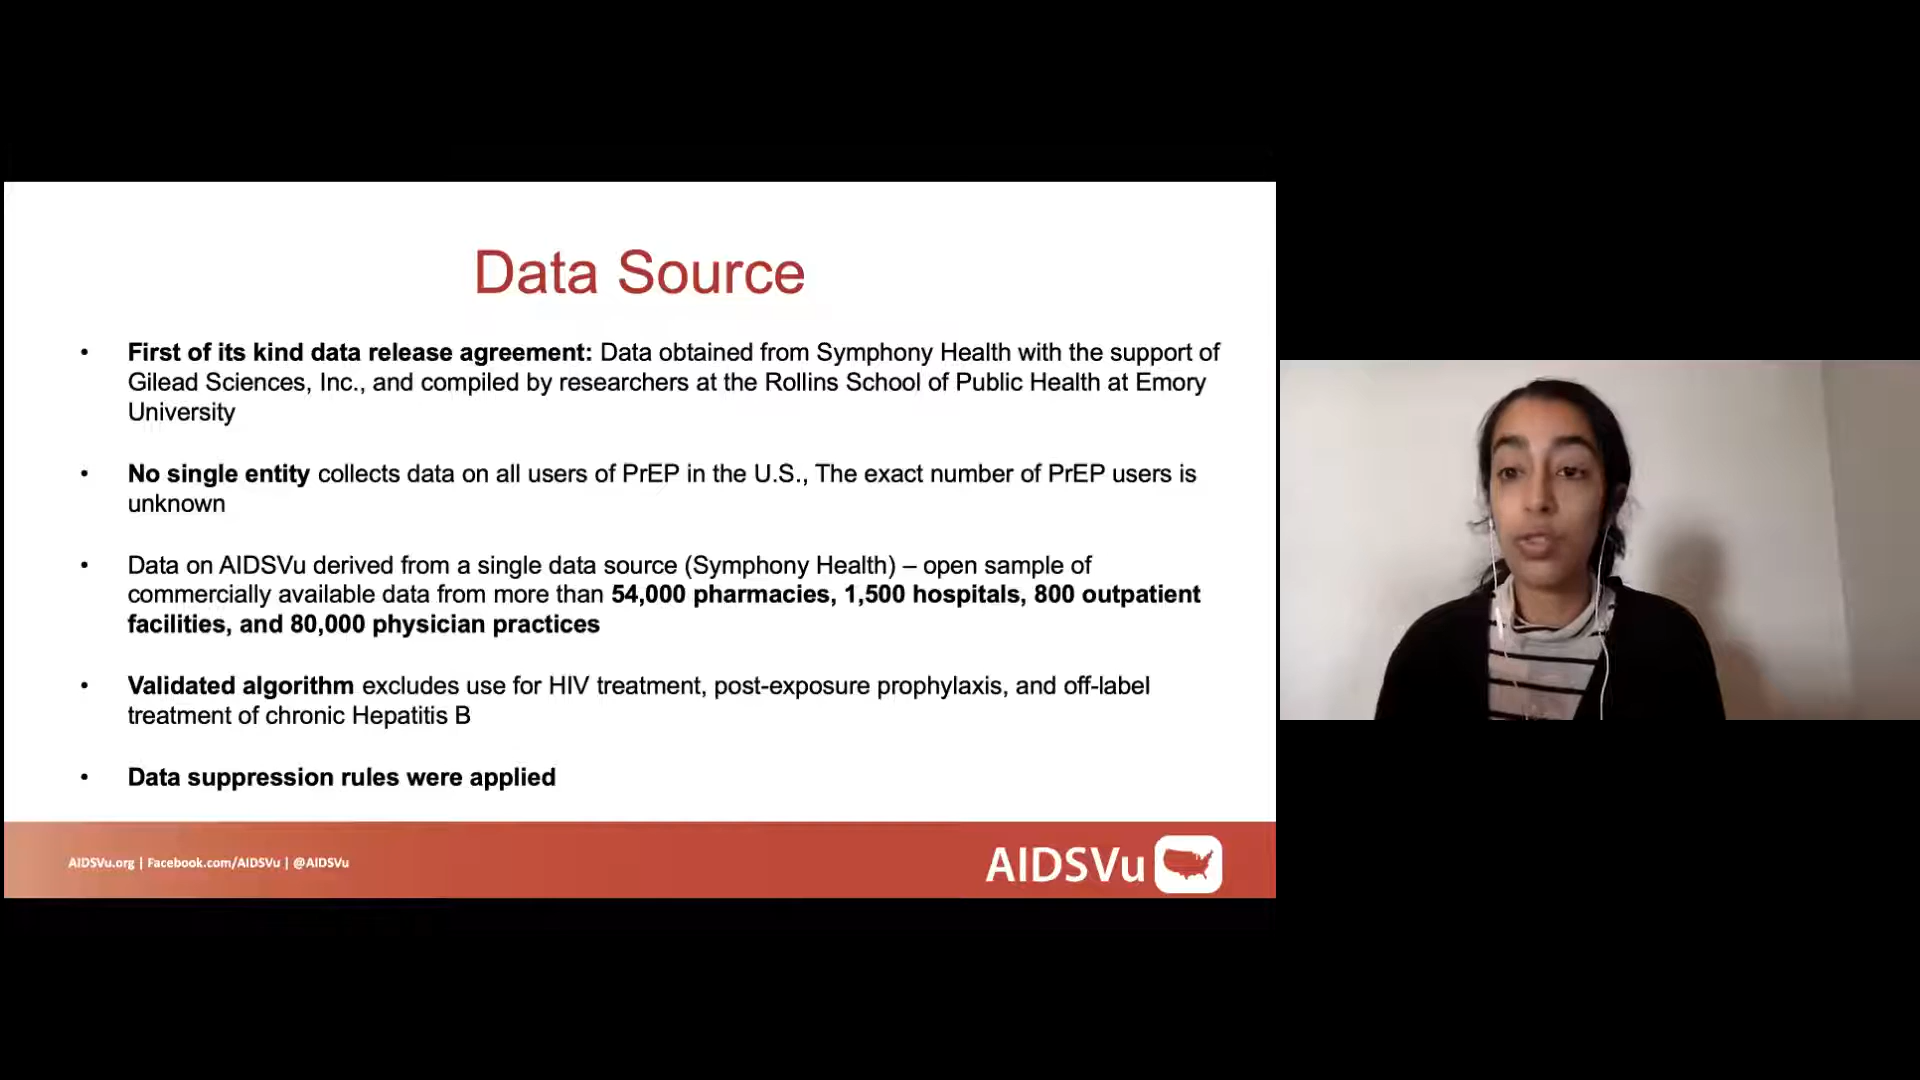 Data Source
• First of its kind data release agreement: Data obtained from Symphony Health with the support of
Gilead Sciences, Inc., and compiled by researchers at the Rollins School of Public Health at Emory
University
• No single entity collects data on all users of PrEP in the U.S., The exact number of PrEP users is
unknown
• Data on AIDSVu derived from a single data source (Symphony Health) – open sample of
commercially available data from more than 54,000 pharmacies, 1,500 hospitals, 800 outpatient
facilities, and 80,000 physician practices
• Validated algorithm excludes use for HIV treatment, post-exposure prophylaxis, and off-label
treatment of chronic Hepatitis B
• Data suppression rules were applied
AIDSVu.org | Facebook.com/AIDSVu | @AIDSVu
AIDSVu